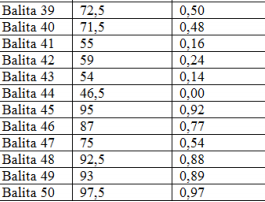 Balita 39 72,5 0,50
Balita 40 71,5 0,48
Balita 41 55 0,16
Balita 42 59 0,24
Balita 43 54 0,14
Balita 44 46,5 0,00
Balita 45 95 0,92
Balita 46 87 0,77
Balita 47 75 0,54
Balita 48 92,5 0,88
Balita 49 93 0,89
Balita 50 97,5 0,97